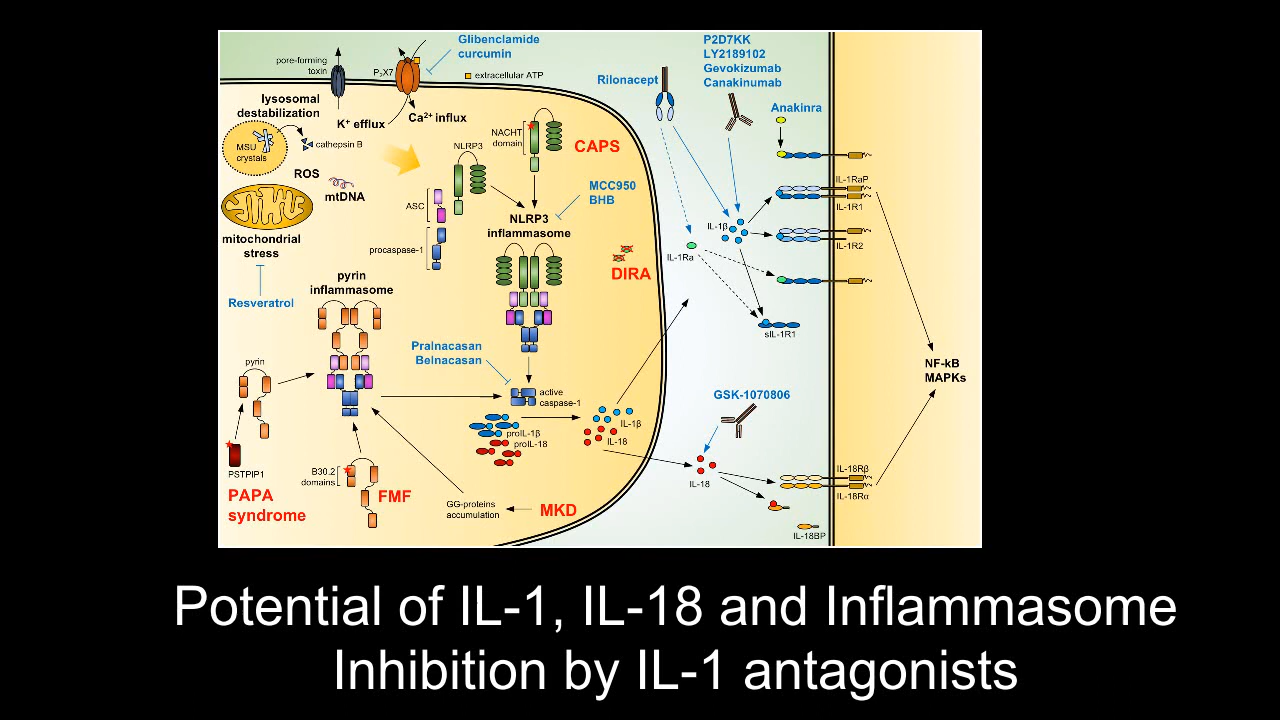 pore-forming
toxin
P2X7
Glibenclamide
curcumin
extracellular ATP
lysosomal
destabilization
K+ efflux
Ca2+ influx
MSU
crystals
cathepsin B
ROS
mtDNA
mitochondrial
stress
Resveratrol
NACHT
domain
CAPS
NLRP3
ASC
procaspase-1
MCC950
BHB
NLRP3
inflammasome
DIRA
pyrin
inflammasome
Pralnacasan
Belnacasan
pyrin
active
caspase-1
proIL-1β
proIL-18
IL-1β
IL-18
PSTPIP1
PAPA
syndrome
B30.2
domains
FMF
GG-proteins
accumulation
MKD
Rilonacept
P2D7KK
LY2189102
Gevokizumab
Canakinumab
Anakinra
IL-1RaP
IL-1R1
IL-1β
IL-1R2
IL-1Ra
sIL-1R1
NF-kB
MAPKs
GSK-1070806
IL-18
IL-18Rβ
IL-18Rα
IL-18BP
Potential of IL-1, IL-18 and Inflammasome
Inhibition by IL-1 antagonists